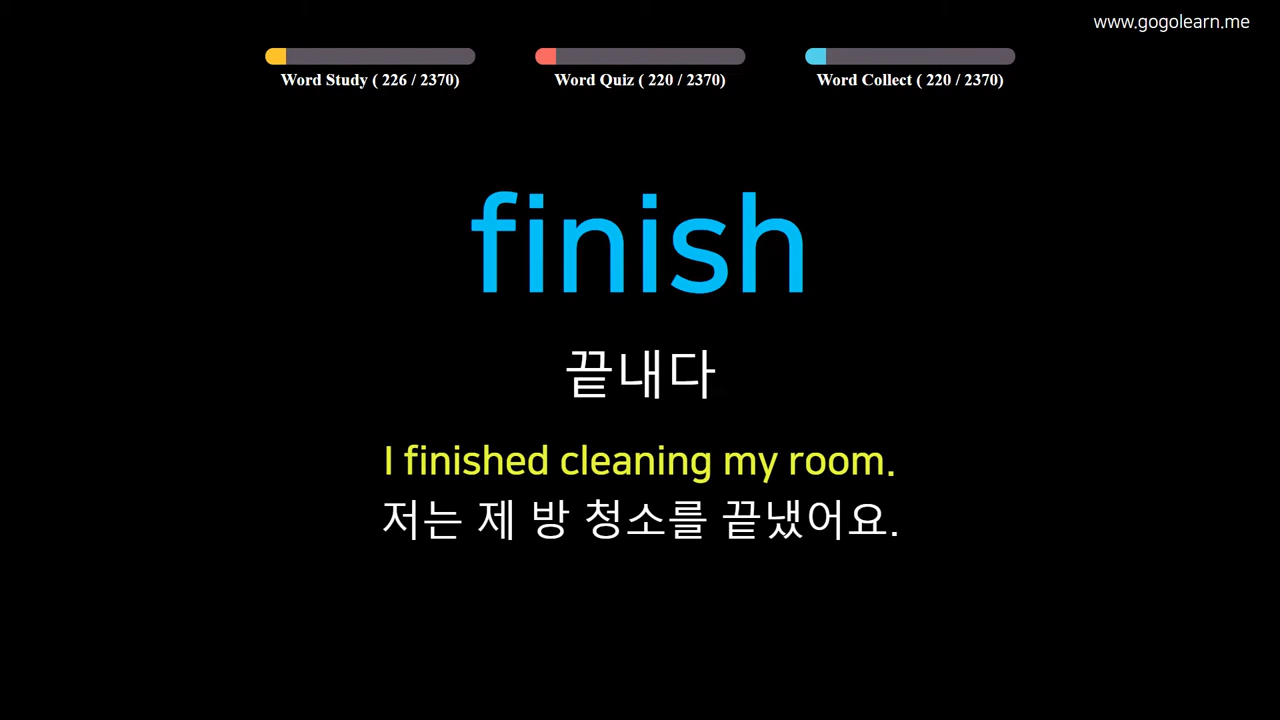 www.gogolearn.me
Word Study ( 226 / 2370)
Word Quiz ( 220 / 2370)
Word Collect ( 220 / 2370)
finish
끝내다
I finished cleaning my room.
저는 제 방 청소를 끝냈어요.